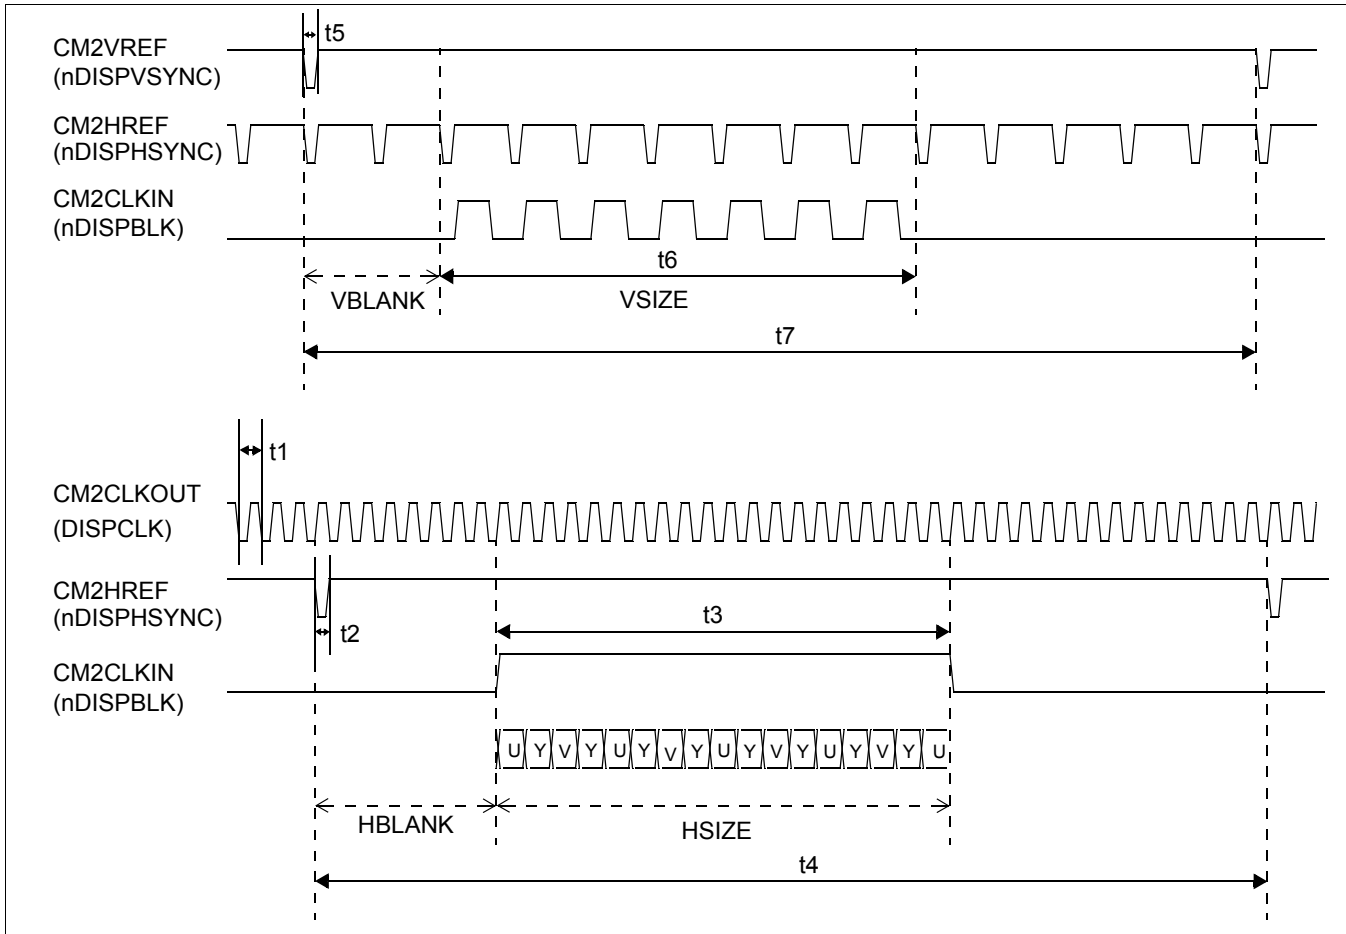 t5
CM2VREF
(nDISPVSYNC)
CM2HREF
(nDISPHSYNC)
CM2CLKIN
(nDISPBLK)
t6
VBLANK
VSIZE
t7
t1
CM2CLKOUT
(DISPCLK)
CM2HREF
(nDISPHSYNC)
t2
t3
CM2CLKIN
(nDISPBLK)
U Y V Y U Y V Y U Y V Y U Y V Y U
HBLANK
HSIZE
t4